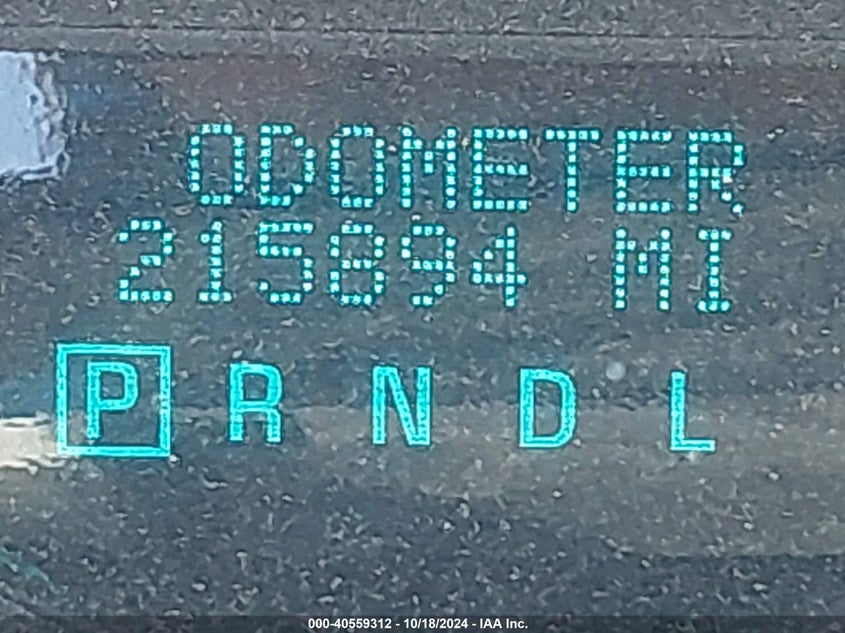 ODOMETER
215894 MI
P R N D L
000-40559312 - 10/18/2024 - IAA Inc.